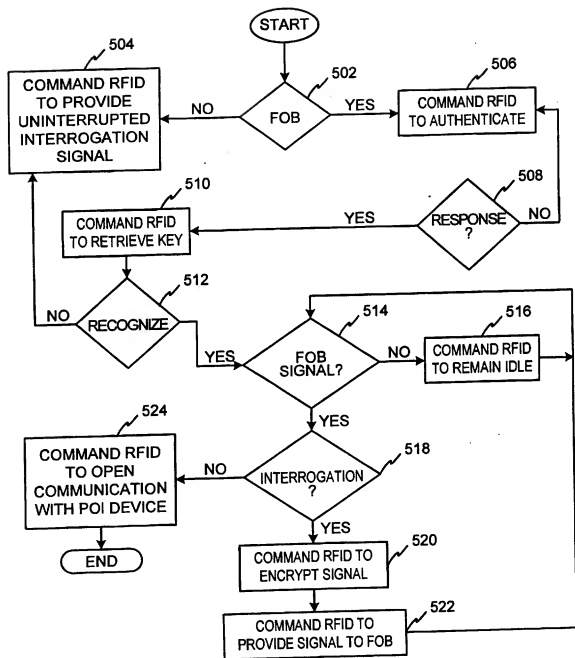 START
504
502
506
COMMAND RFID
TO PROVIDE
UNINTERRUPTED
INTERROGATION
SIGNAL
NO
FOB
YES
COMMAND RFID
TO AUTHENTICATE
510
508
COMMAND RFID
TO RETRIEVE KEY
YES
RESPONSE
?
NO
512
NO
RECOGNIZE
YES
514
FOB
SIGNAL?
NO
516
COMMAND RFID
TO REMAIN IDLE
YES
524
COMMAND RFID
TO OPEN
COMMUNICATION
WITH POI DEVICE
NO
INTERROGATION
?
518
END
YES
COMMAND RFID TO
ENCRYPT SIGNAL
520
COMMAND RFID TO
PROVIDE SIGNAL TO FOB
522